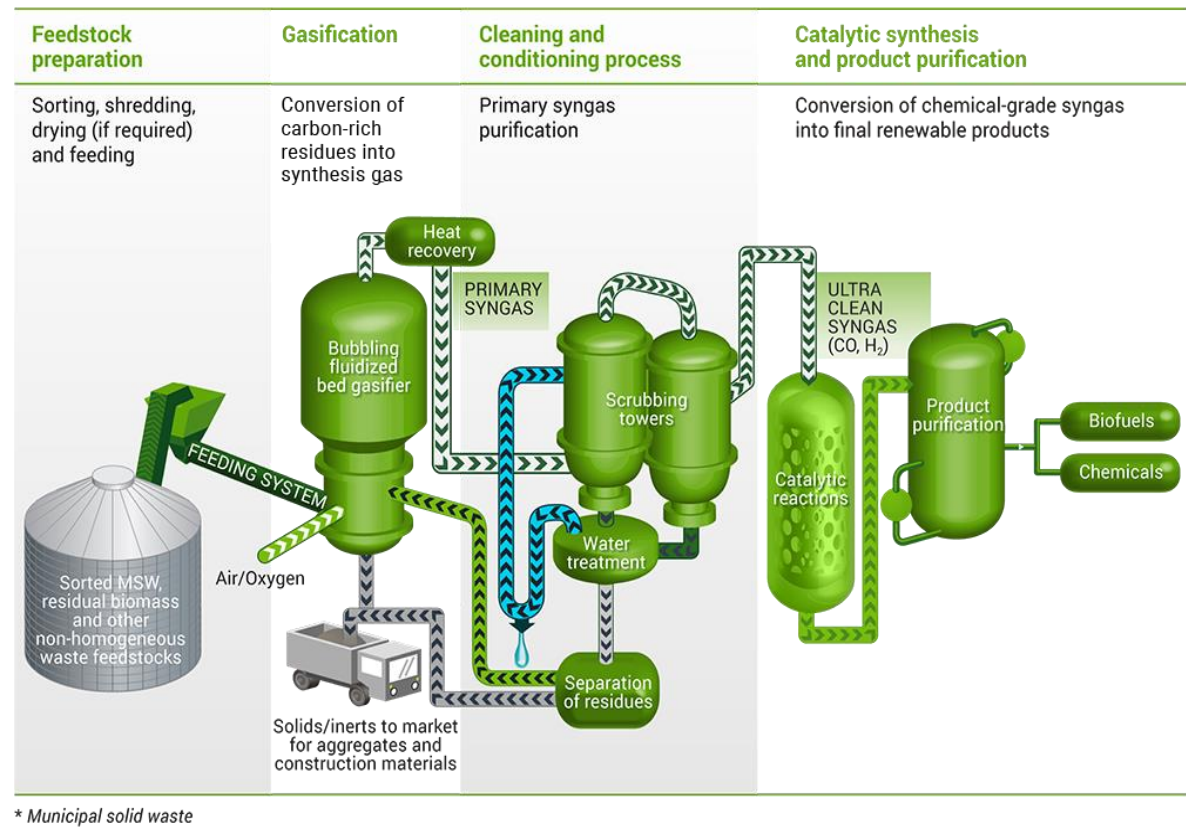 Feedstock
preparation
Gasification
Cleaning and
conditioning process
Catalytic synthesis
and product purification
Sorting, shredding,
drying (if required)
and feeding
Conversion of
carbon-rich
residues into
synthesis gas
Primary syngas
purification
Conversion of chemical-grade syngas
into final renewable products
Heat
recovery
PRIMARY
SYNGAS
ULTRA
CLEAN
SYNGAS
(CO, H₂)
Bubbling
fluidized
bed gasifier
Scrubbing
towers
Product
purification
Biofuels
Chemicals
FEEDING SYSTEM
Catalytic
reactions
Air/Oxygen
Water
treatment
Sorted MSW,
residual biomass
and other
non-homogeneous
waste feedstocks
Separation
of residues
Solids/inerts to market
for aggregates and
construction materials
* Municipal solid waste